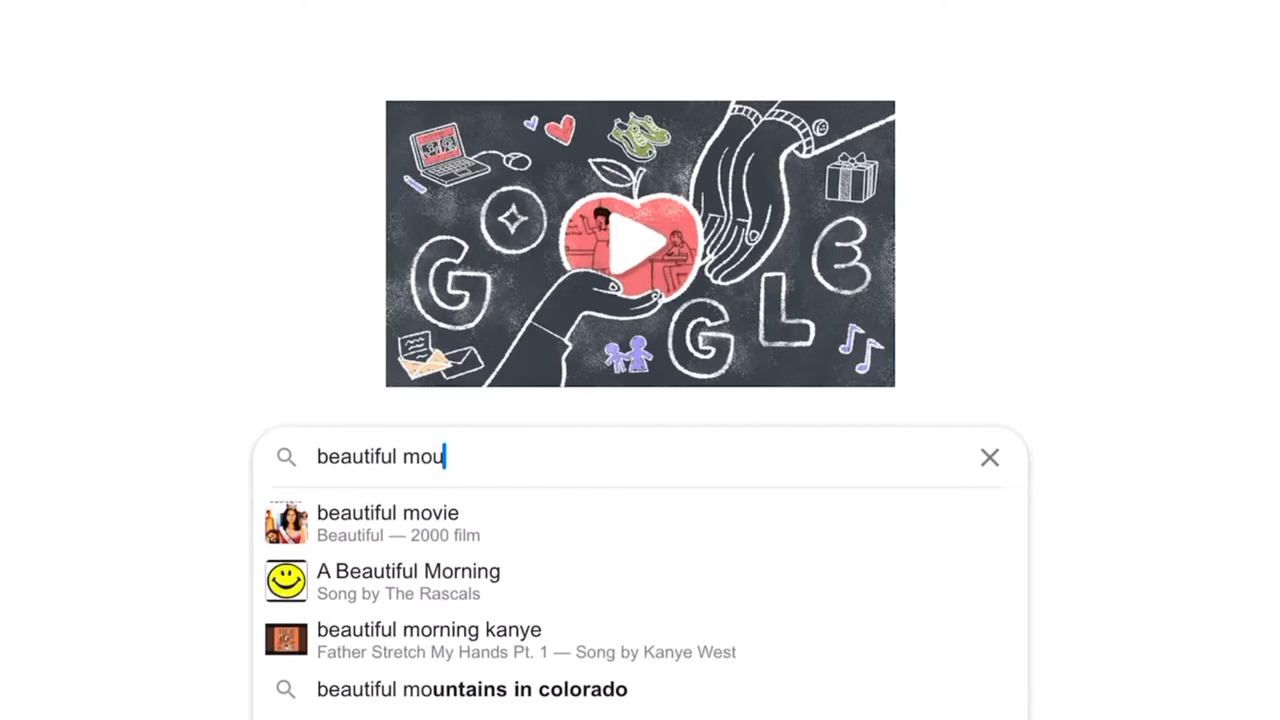 GOOGLE
beautiful mou
beautiful movie
Beautiful — 2000 film
A Beautiful Morning
Song by The Rascals
beautiful morning kanye
Father Stretch My Hands Pt. 1 — Song by Kanye West
beautiful mountains in colorado